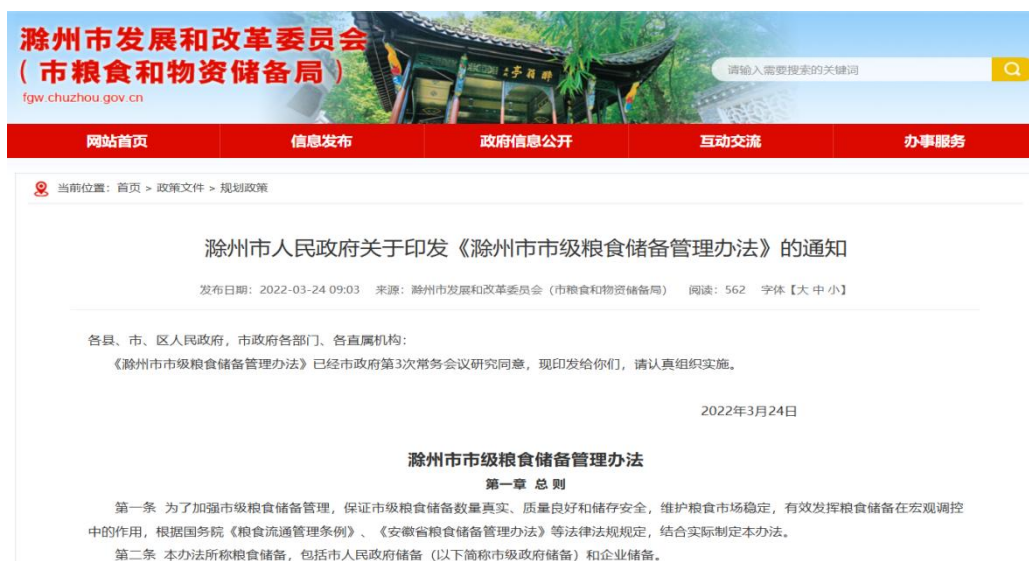 滁州市发展和改革委员会
（市粮食和物资储备局）
fgw.chuzhou.gov.cn
醉翁亭
请输入需要搜索的关键词
网站首页 信息发布 政府信息公开 互动交流 办事服务
当前位置：首页 > 政策文件 > 规划政策
滁州市人民政府关于印发《滁州市市级粮食储备管理办法》的通知
发布日期：2022-03-24 09:03 来源：滁州市发展和改革委员会（市粮食和物资储备局） 阅读：562 字体【大 中 小】
各县、市、区人民政府，市政府各部门、各直属机构：
《滁州市市级粮食储备管理办法》已经市政府第3次常务会议研究同意，现印发给你们，请认真组织实施。
2022年3月24日
滁州市市级粮食储备管理办法
第一章 总 则
第一条 为了加强市级粮食储备管理，保证市级粮食储备数量真实、质量良好和储存安全，维护粮食市场稳定，有效发挥粮食储备在宏观调控
中的作用，根据国务院《粮食流通管理条例》、《安徽省粮食储备管理办法》等法律法规规定，结合实际制定本办法。
第二条 本办法所称粮食储备，包括市人民政府储备（以下简称市级政府储备）和企业储备。